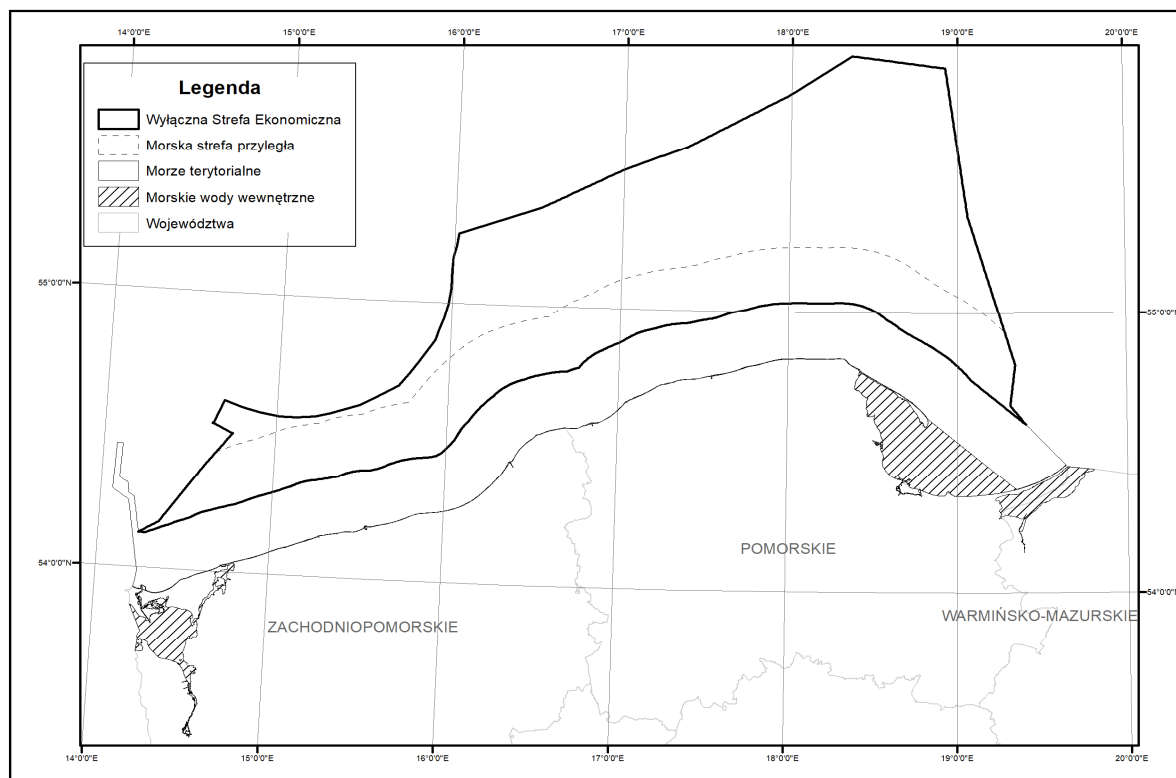 14°0'0"E 15°0'0"E 16°0'0"E 17°0'0"E 18°0'0"E 19°0'0"E 20°0'0"E
Legenda
Wyłączna Strefa Ekonomiczna
Morska strefa przyległa
Morze terytorialne
Morskie wody wewnętrzne
Województwa
55°0'0"N
55°0'0"N
POMORSKIE
54°0'0"N
54°0'0"N
WARMIŃSKO-MAZURSKIE
ZACHODNIOPOMORSKIE
14°0'0"E 15°0'0"E 16°0'0"E 17°0'0"E 18°0'0"E 19°0'0"E 20°0'0"E